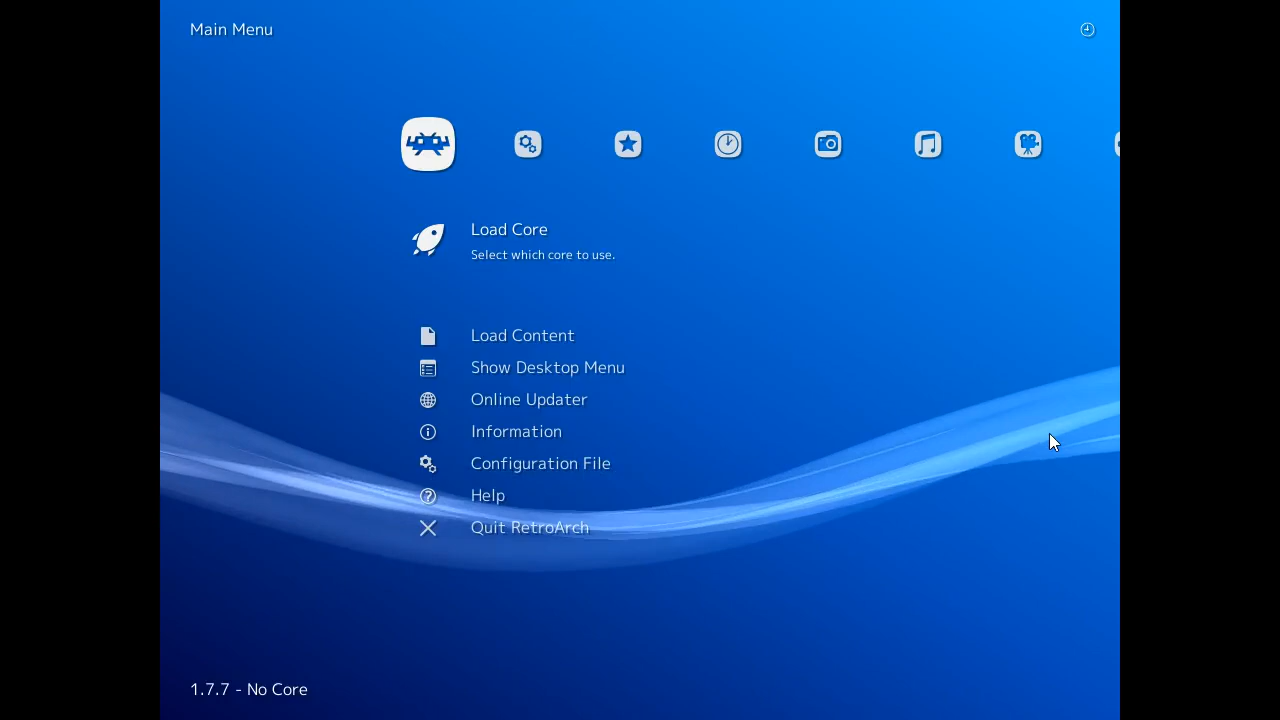 Main Menu
Load Core
Select which core to use.
Load Content
Show Desktop Menu
Online Updater
Information
Configuration File
Help
Quit RetroArch
1.7.7 - No Core